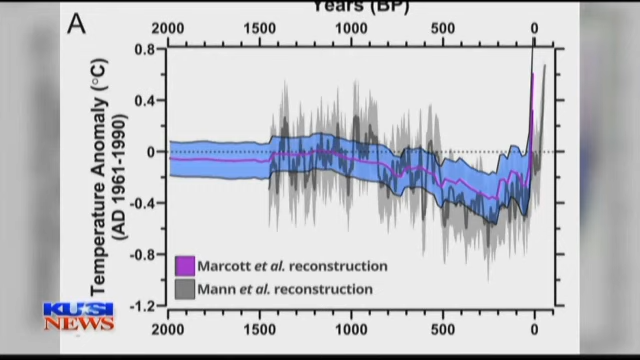 A
Years (BP)
2000 1500 1000 500 0
0.8
0.4
0
-0.4
-0.8
-1.2
Temperature Anomaly (°C)
(AD 1961-1990)
Marcott et al. reconstruction
Mann et al. reconstruction
2000 1500 1000 500 0
KUSI
NEWS